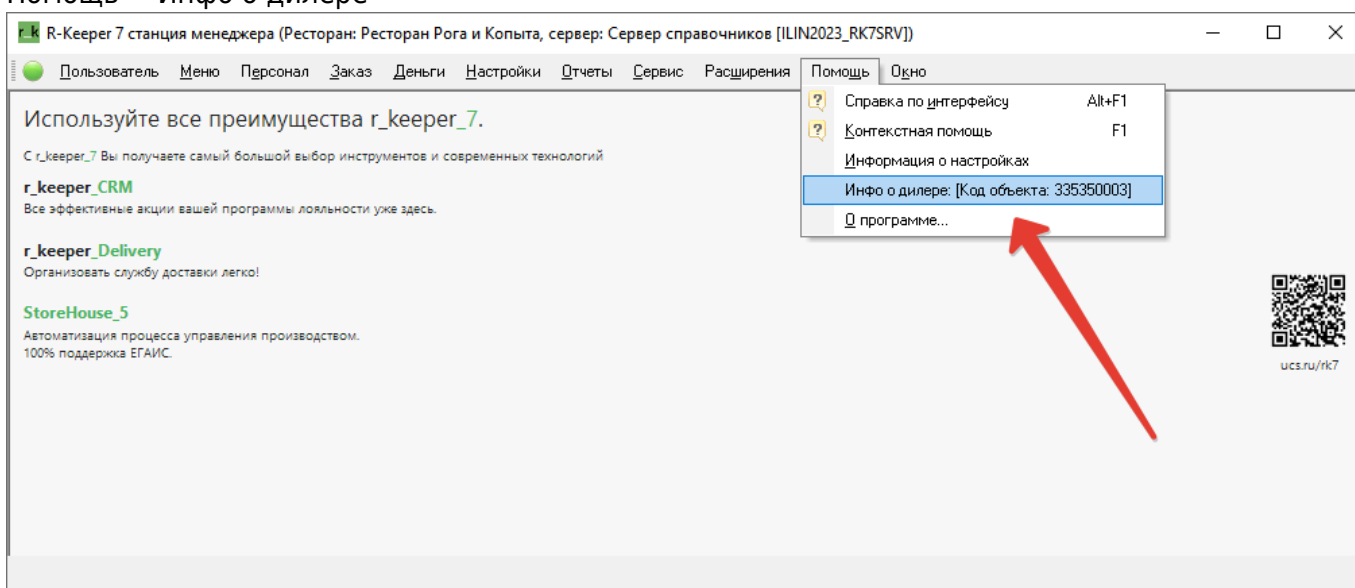 Помощь - Инфо о дилере
r_k R-Keeper 7 станция менеджера (Ресторан: Ресторан Рога и Копыта, сервер: Сервер справочников [ILIN2023_RK7SRV])
Пользователь Меню Персонал Заказ Деньги Настройки Отчеты Сервис Расширения Помощь Окно
Справка по интерфейсу Alt+F1
Контекстная помощь F1
Информация о настройках
Инфо о дилере: [Код объекта: 335350003]
О программе...
Используйте все преимущества r_keeper_7.
С r_keeper_7 Вы получаете самый большой выбор инструментов и современных технологий
r_keeper_CRM
Все эффективные акции вашей программы лояльности уже здесь.
r_keeper_Delivery
Организовать службу доставки легко!
StoreHouse_5
Автоматизация процесса управления производством.
100% поддержка ЕГАИС.
ucs.ru/rk7